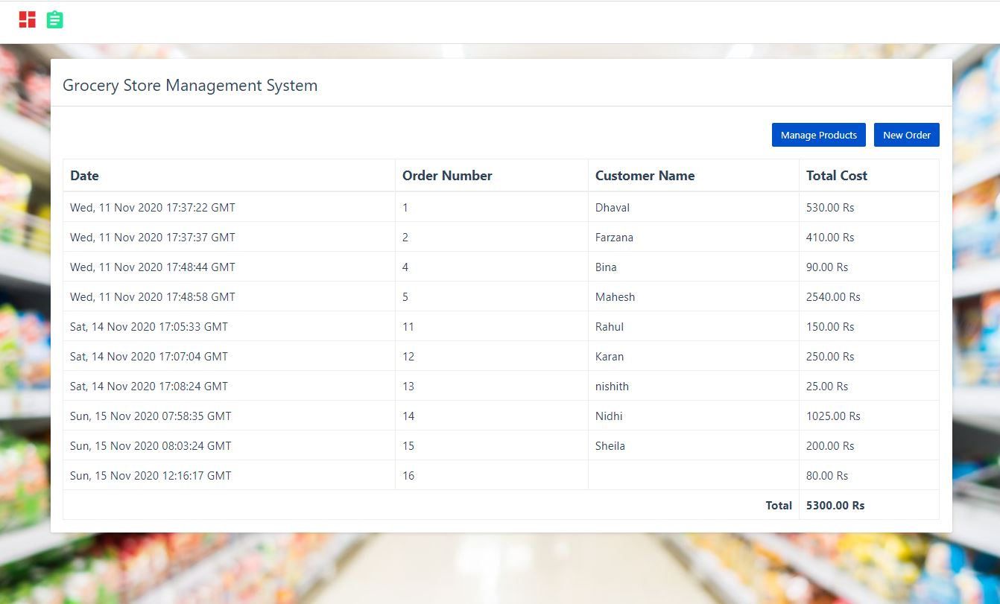 Grocery Store Management System
Manage Products New Order
Date Order Number Customer Name Total Cost
Wed, 11 Nov 2020 17:37:22 GMT 1 Dhaval 530.00 Rs
Wed, 11 Nov 2020 17:37:37 GMT 2 Farzana 410.00 Rs
Wed, 11 Nov 2020 17:48:44 GMT 4 Bina 90.00 Rs
Wed, 11 Nov 2020 17:48:58 GMT 5 Mahesh 2540.00 Rs
Sat, 14 Nov 2020 17:05:33 GMT 11 Rahul 150.00 Rs
Sat, 14 Nov 2020 17:07:04 GMT 12 Karan 250.00 Rs
Sat, 14 Nov 2020 17:08:24 GMT 13 nishith 25.00 Rs
Sun, 15 Nov 2020 07:58:35 GMT 14 Nidhi 1025.00 Rs
Sun, 15 Nov 2020 08:03:24 GMT 15 Sheila 200.00 Rs
Sun, 15 Nov 2020 12:16:17 GMT 16 80.00 Rs
Total 5300.00 Rs